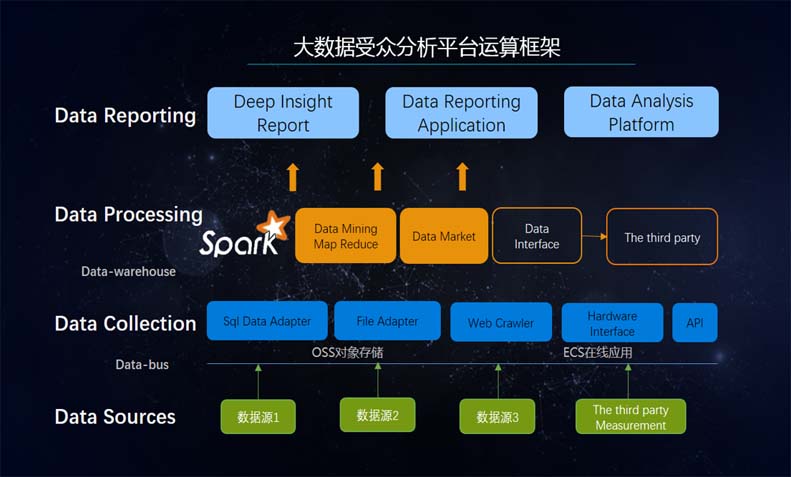 大数据受众分析平台运算框架
Data Reporting
Deep Insight
Report
Data Reporting
Application
Data Analysis
Platform
Data Processing
Spark
Data Mining
Map Reduce
Data Market
Data
Interface
The third party
Data-warehouse
Data Collection
Sql Data Adapter
File Adapter
Web Crawler
Hardware
Interface
API
Data-bus
OSS对象存储
ECS在线应用
Data Sources
数据源1
数据源2
数据源3
The third party
Measurement